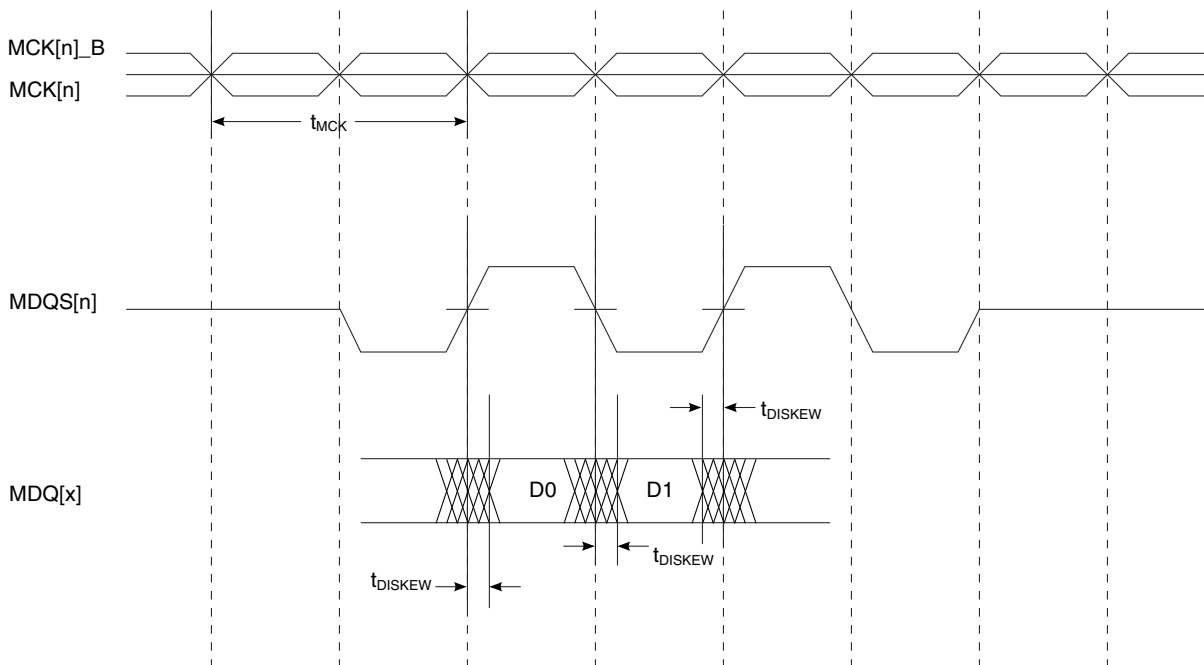 MCK[n]_B
MCK[n]
tMCK
MDQS[n]
tDISKEW
MDQ[x]
D0
D1
tDISKEW
tDISKEW